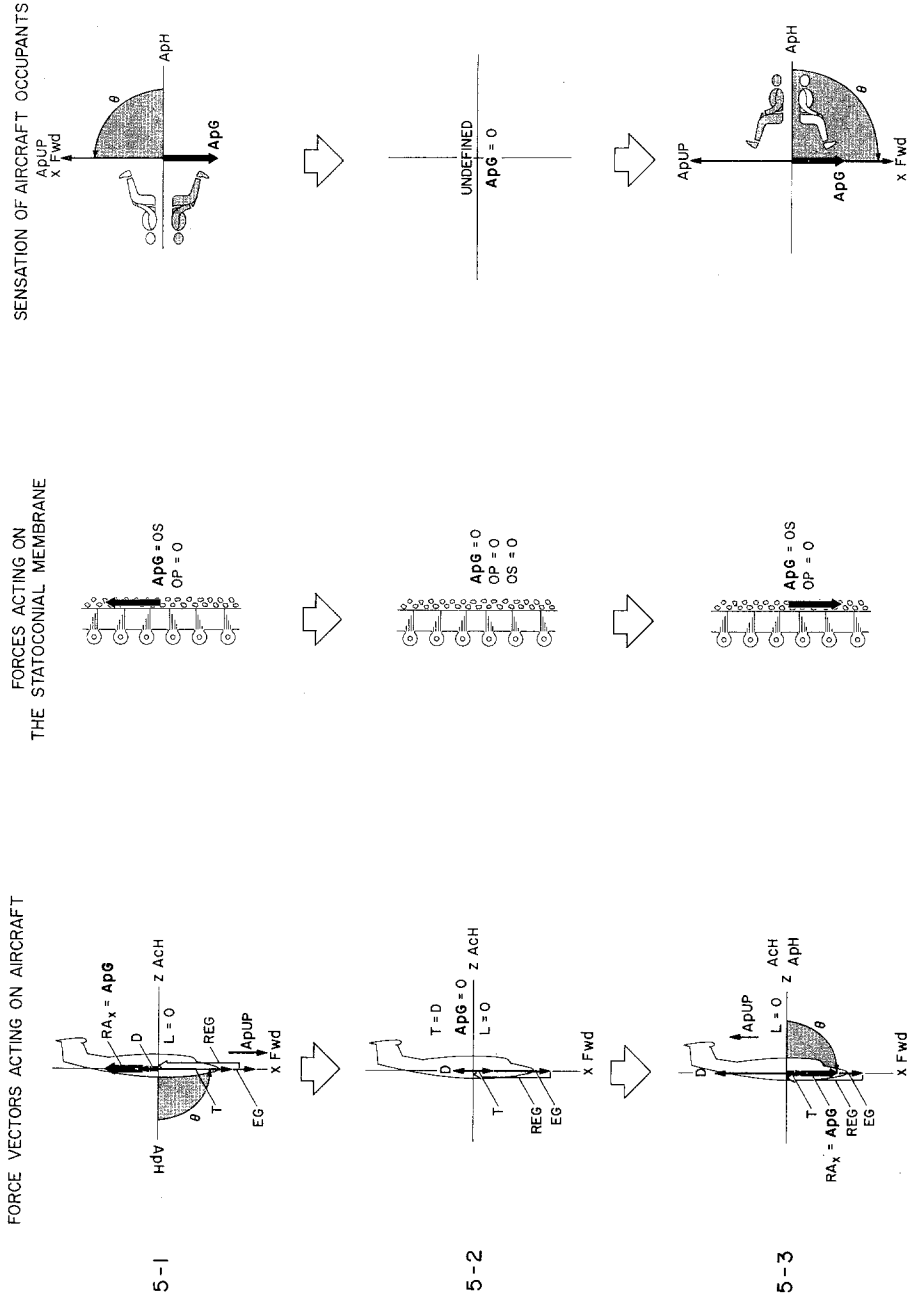 FORCE VECTORS ACTING ON AIRCRAFT
FORCES ACTING ON
THE STATOCONIAL MEMBRANE
SENSATION OF AIRCRAFT OCCUPANTS
5-1
ApH
θ
RAX = ApG
D
L = 0
z AcH
T
REG
EG
ApUP
x Fwd
ApG = OS
OP = 0
ApUP
x Fwd
θ
ApH
ApG
5-2
D
T = D
ApG = 0
L = 0
z AcH
T
REG
EG
x Fwd
ApG = 0
OP = 0
OS = 0
UNDEFINED
ApG = 0
5-3
D
ApUP
L = 0
AcH
z ApH
θ
T
RAX = ApG
REG
EG
x Fwd
ApG = OS
OP = 0
ApUP
ApH
θ
ApG
x Fwd